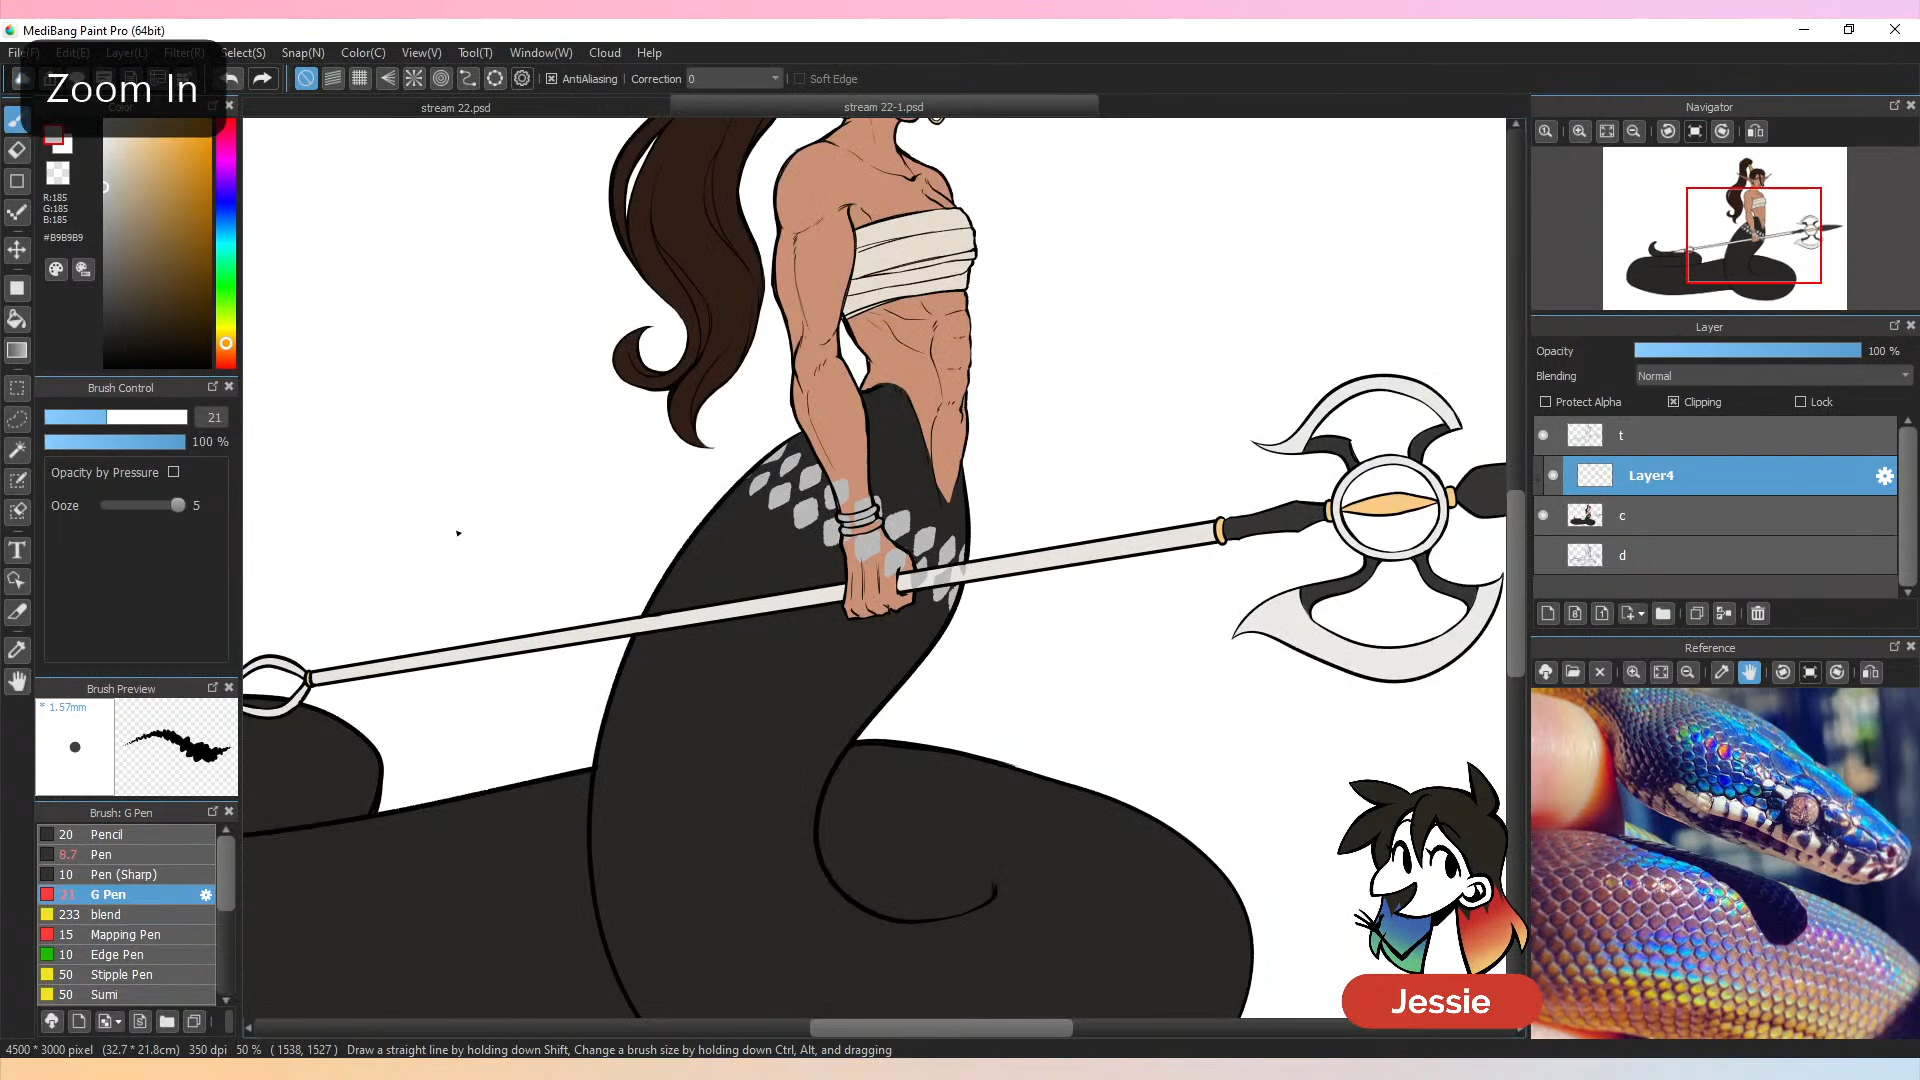 MediBang Paint Pro (64bit)
File(F) Edit(E) Layer(L) Filter(R) Select(S) Snap(N) Color(C) View(V) Tool(T) Window(W) Cloud Help
Zoom In
AntiAliasing Correction 0 Soft Edge
Color
stream 22.psd
stream 22-1.psd
R:185
G:185
B:185
#B9B9B9
Brush Control
21
100 %
Opacity by Pressure
Ooze 5
Brush Preview
* 1.57mm
Brush: G Pen
20 Pencil
8.7 Pen
10 Pen (Sharp)
21 G Pen
233 blend
15 Mapping Pen
10 Edge Pen
50 Stipple Pen
50 Sumi
Navigator
Layer
Opacity 100 %
Blending Normal
Protect Alpha Clipping Lock
t
Layer4
c
d
Reference
Jessie
4500 * 3000 pixel (32.7 * 21.8cm) 350 dpi 50 % ( 1538, 1527 ) Draw a straight line by holding down Shift, Change a brush size by holding down Ctrl, Alt, and dragging